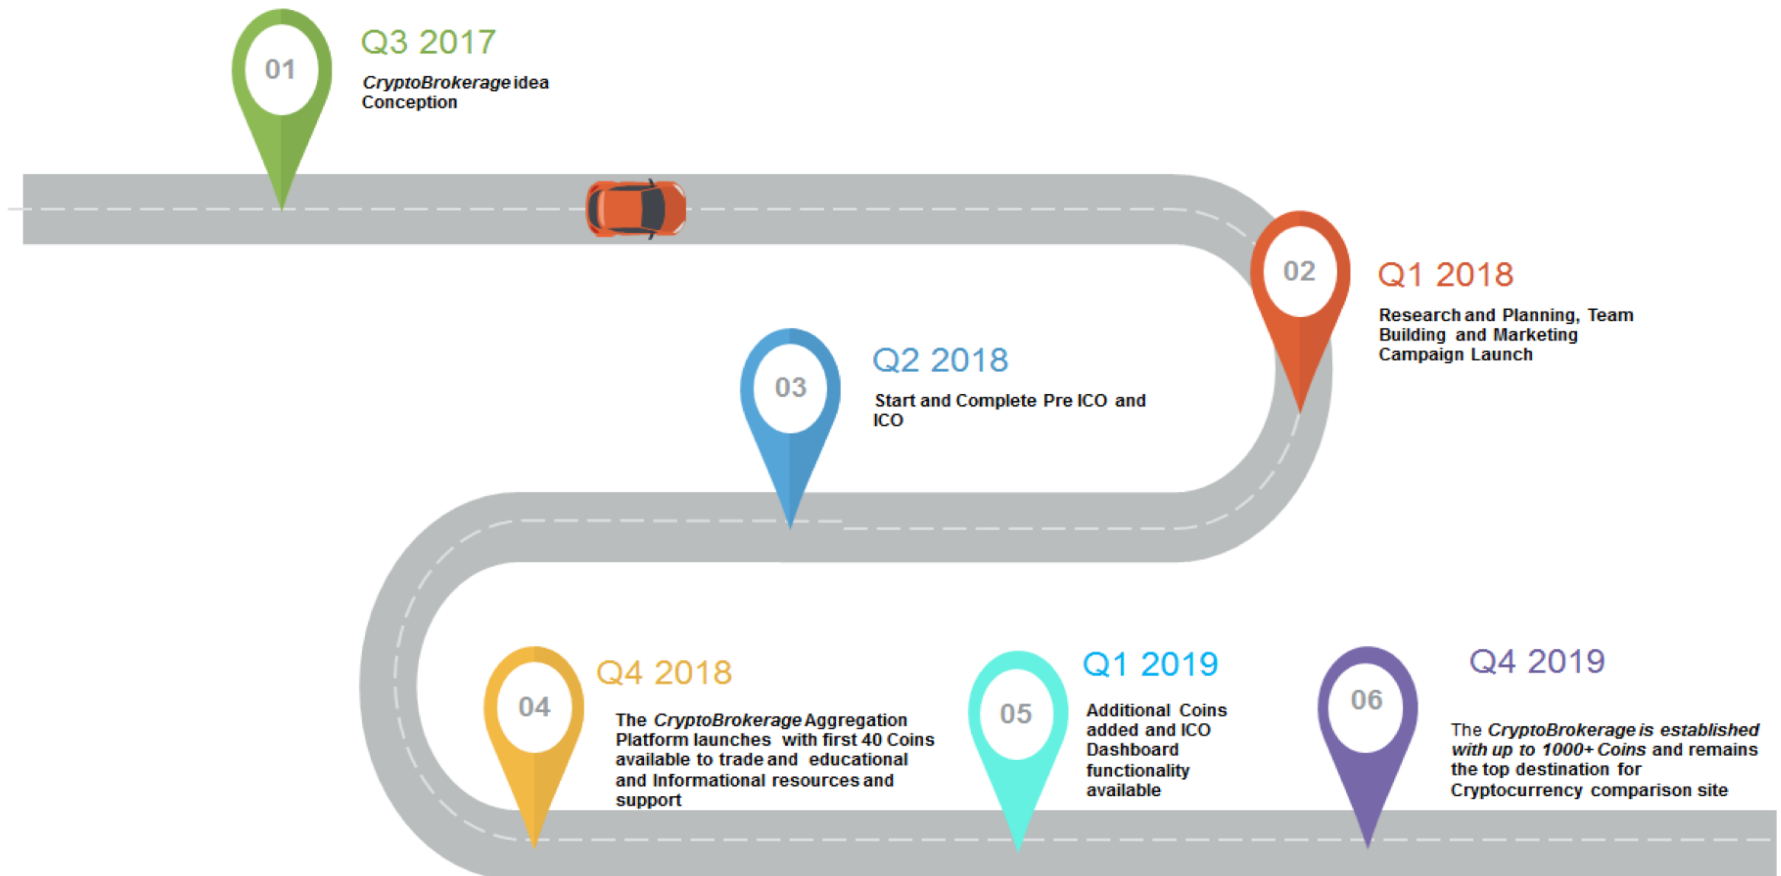 01
Q3 2017
CryptoBrokerage idea
Conception
02
Q1 2018
Research and Planning, Team
Building and Marketing
Campaign Launch
03
Q2 2018
Start and Complete Pre ICO and
ICO
04
Q4 2018
The CryptoBrokerage Aggregation
Platform launches with first 40 Coins
available to trade and educational
and Informational resources and
support
05
Q1 2019
Additional Coins
added and ICO
Dashboard
functionality
available
06
Q4 2019
The CryptoBrokerage is established
with up to 1000+ Coins and remains
the top destination for
Cryptocurrency comparison site